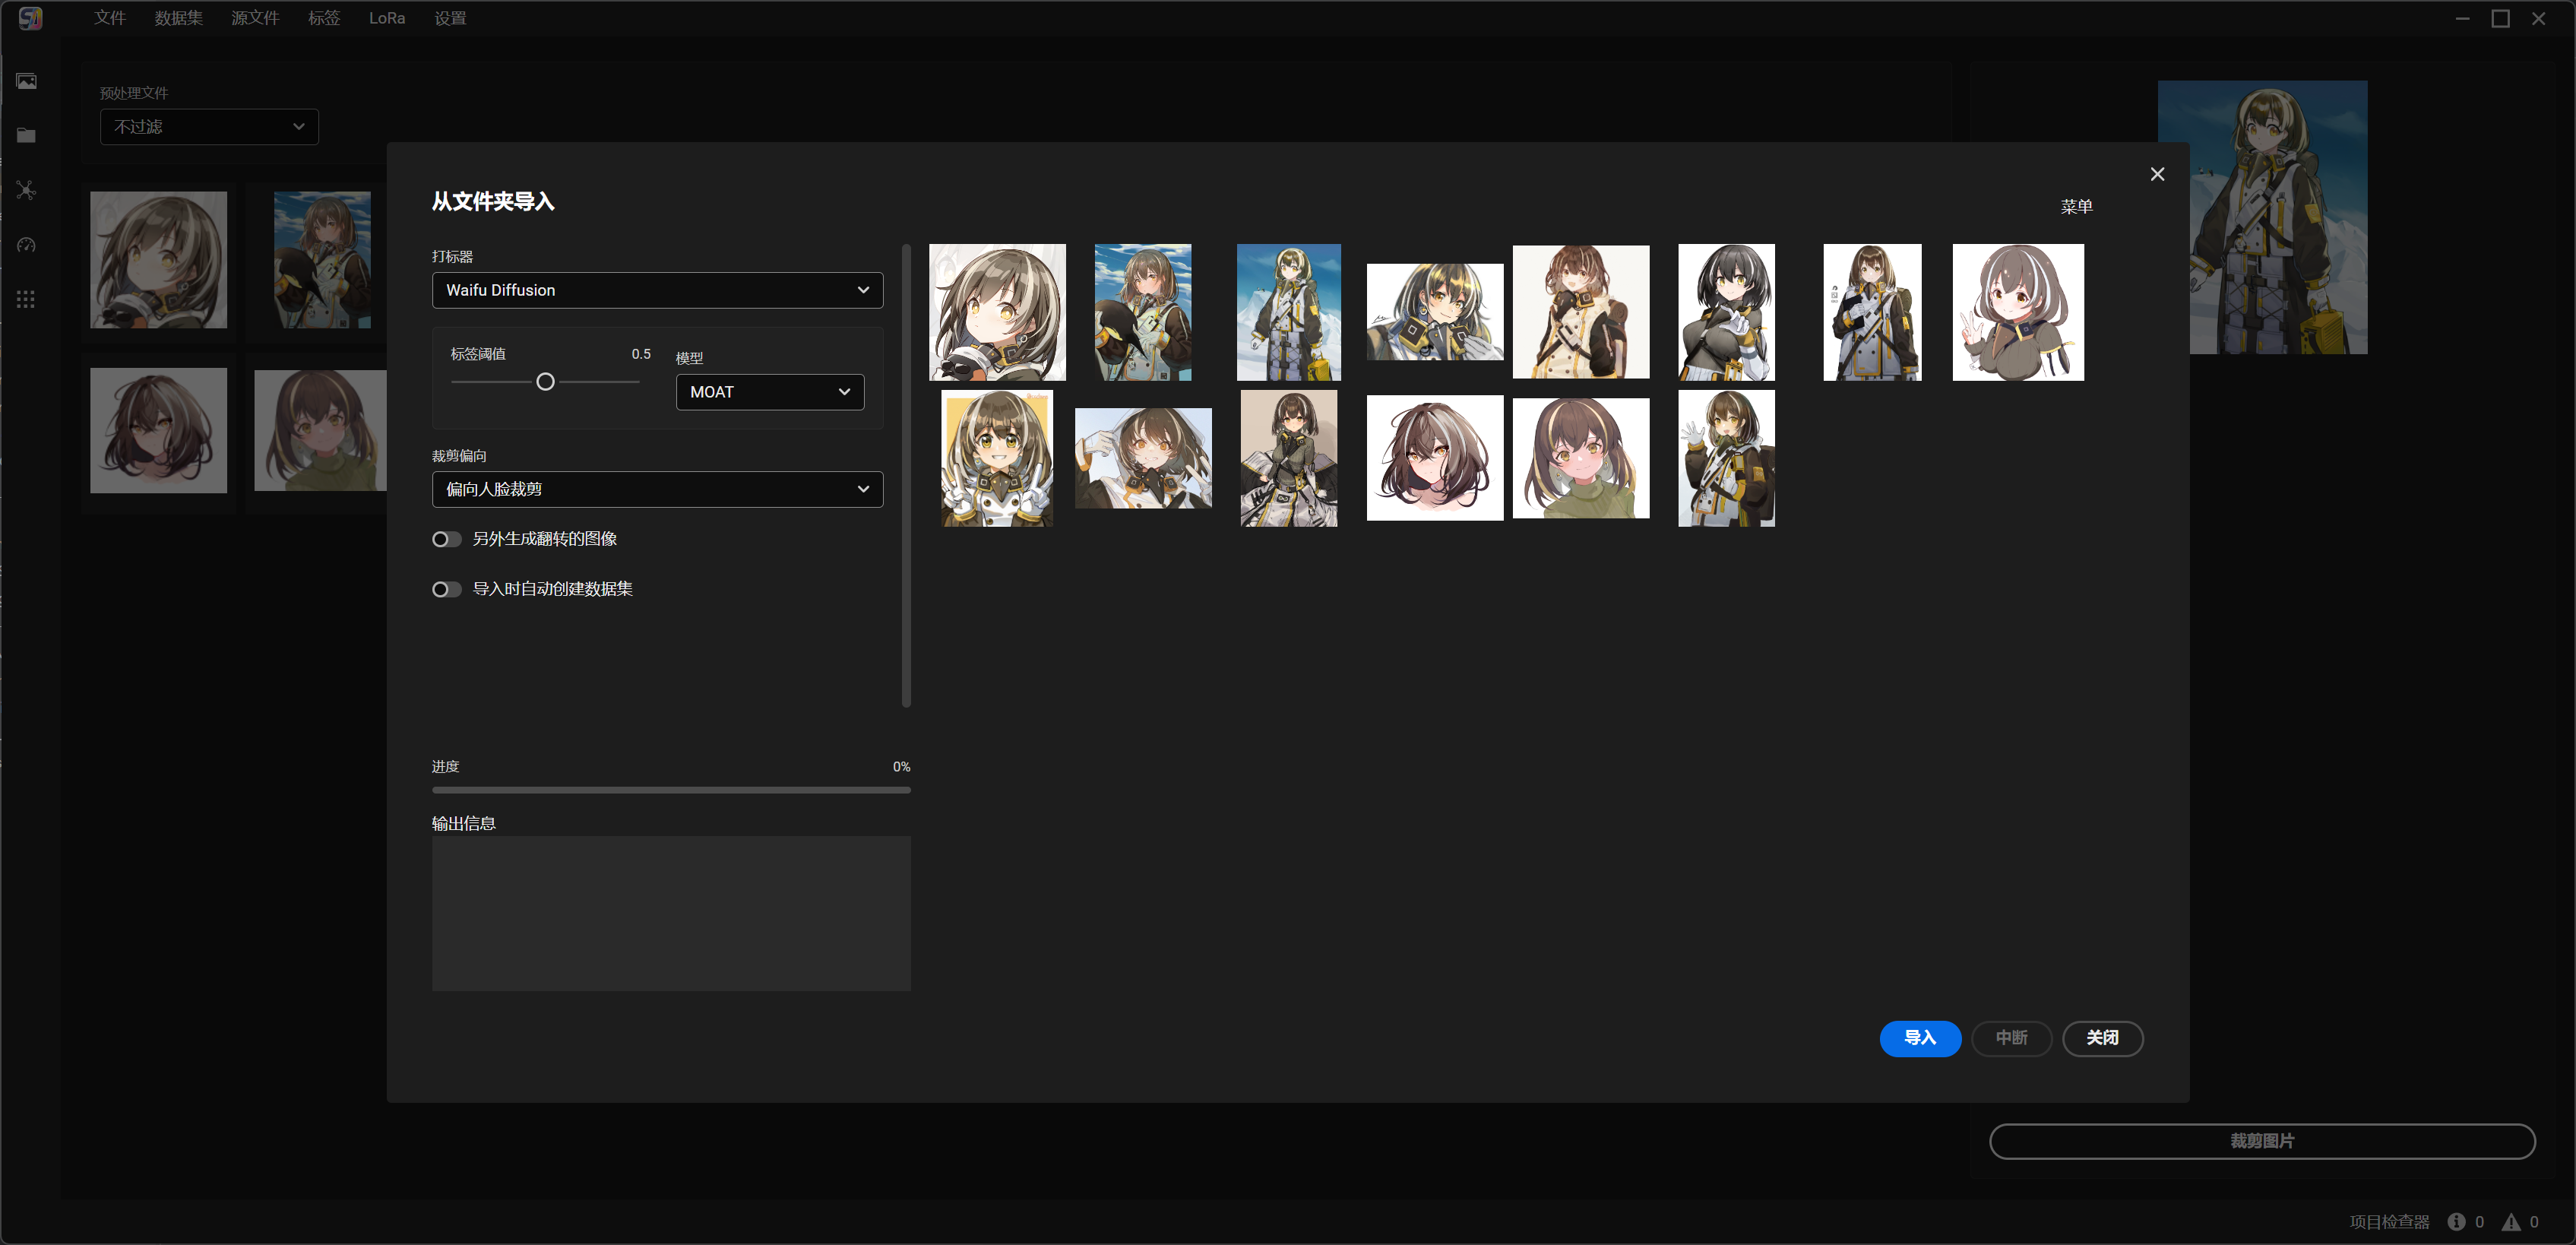 文件 数据集 源文件 标签 LoRa 设置
预处理文件
不过滤
从文件夹导入
菜单
打标器
Waifu Diffusion
标签阈值 0.5
模型
MOAT
裁剪偏向
偏向人脸裁剪
另外生成翻转的图像
导入时自动创建数据集
进度 0%
输出信息
导入 中断 关闭
裁剪图片
项目检查器 0 0